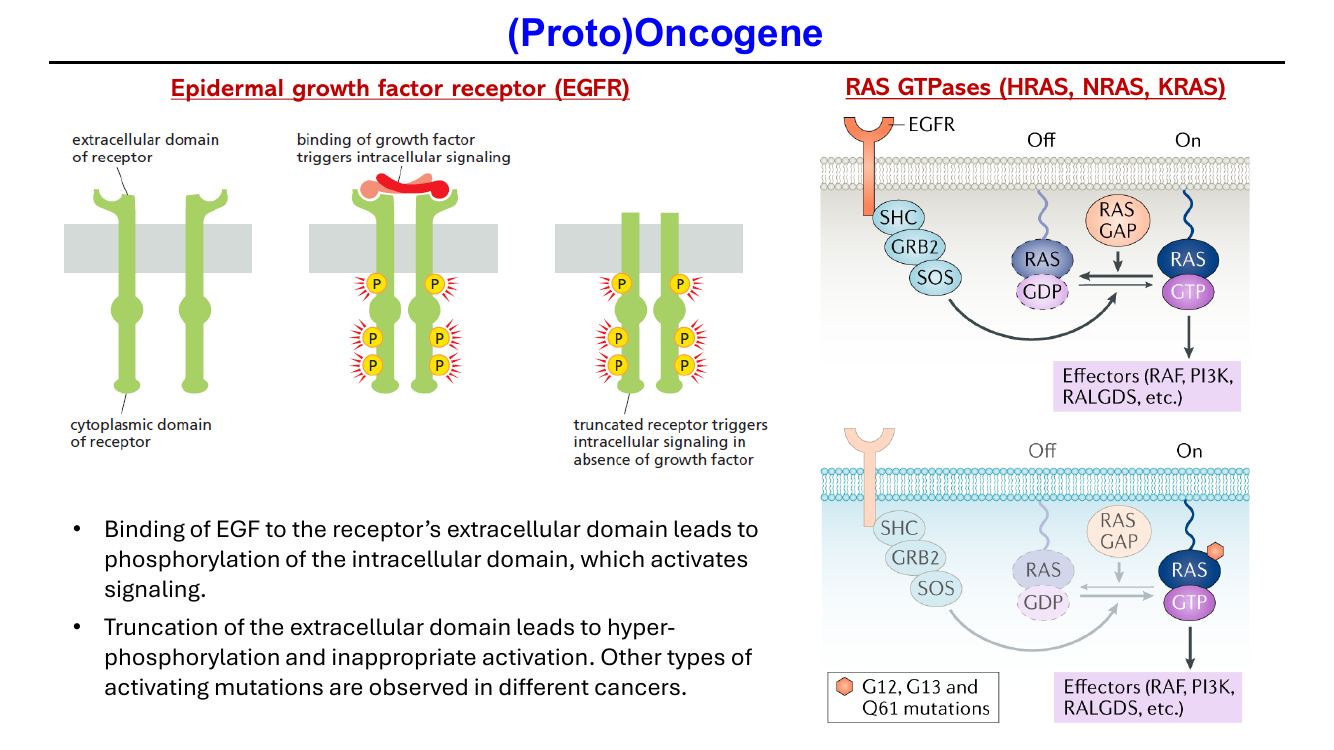 (Proto)Oncogene
Epidermal growth factor receptor (EGFR)
extracellular domain
of receptor
binding of growth factor
triggers intracellular signaling
P
P
P
P
P
P
P
P
P
P
P
P
cytoplasmic domain
of receptor
truncated receptor triggers
intracellular signaling in
absence of growth factor
• Binding of EGF to the receptor’s extracellular domain leads to
phosphorylation of the intracellular domain, which activates
signaling.
• Truncation of the extracellular domain leads to hyper-
phosphorylation and inappropriate activation. Other types of
activating mutations are observed in different cancers.
RAS GTPases (HRAS, NRAS, KRAS)
EGFR
Off
On
SHC
GRB2
SOS
RAS
GDP
RAS
GAP
RAS
GTP
Effectors (RAF, PI3K,
RALGDS, etc.)
Off
On
SHC
GRB2
SOS
RAS
GDP
RAS
GAP
RAS
GTP
G12, G13 and
Q61 mutations
Effectors (RAF, PI3K,
RALGDS, etc.)